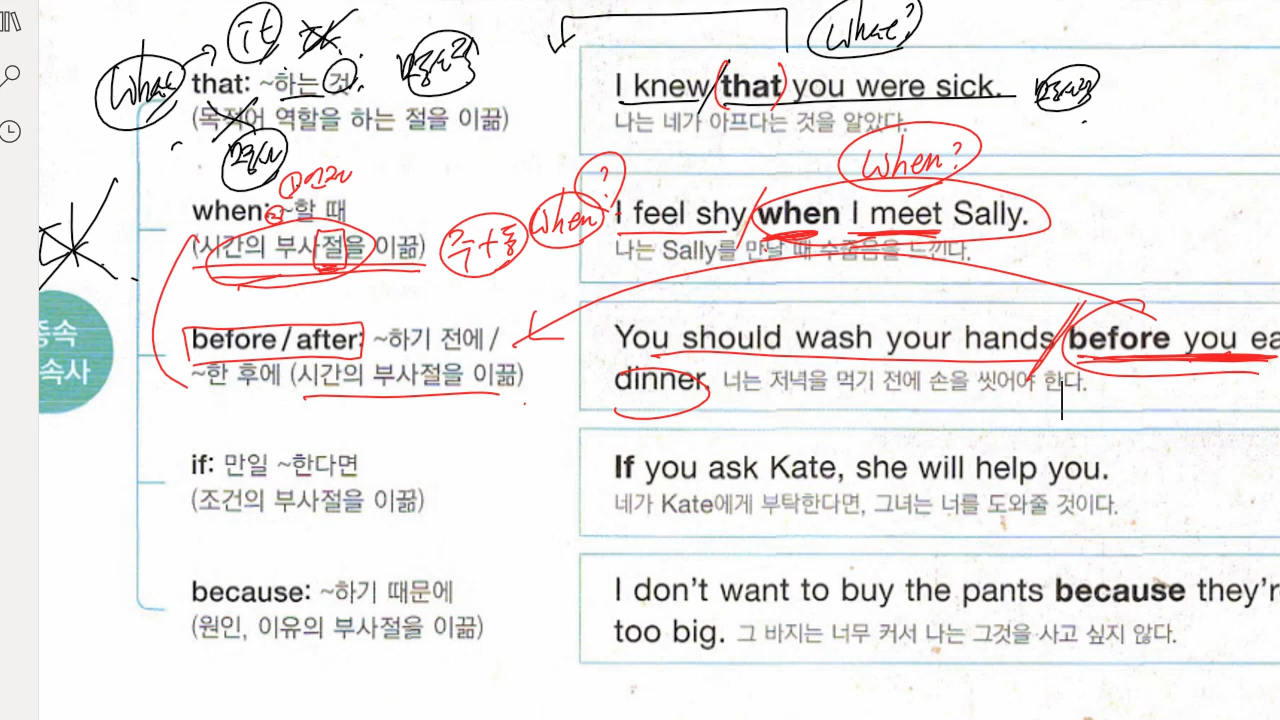 it
What?
What
that: ~하는 것
(목적어 역할을 하는 절을 이끎)
I knew that you were sick.
나는 네가 아프다는 것을 알았다.
명사
① 언제
when: ② ~할 때
(시간의 부사절을 이끎)
주+동
when?
when?
I feel shy when I meet Sally.
나는 Sally를 만날 때 수줍음을 느낀다.
종속
속사
before / after: ~하기 전에 /
~한 후에 (시간의 부사절을 이끎)
You should wash your hands before you ea
dinner. 너는 저녁을 먹기 전에 손을 씻어야 한다.
if: 만일 ~한다면
(조건의 부사절을 이끎)
If you ask Kate, she will help you.
네가 Kate에게 부탁한다면, 그녀는 너를 도와줄 것이다.
because: ~하기 때문에
(원인, 이유의 부사절을 이끎)
I don't want to buy the pants because they'r
too big. 그 바지는 너무 커서 나는 그것을 사고 싶지 않다.